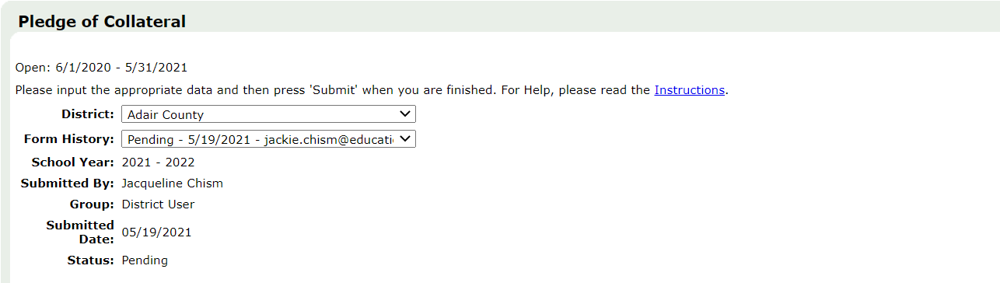 Pledge of Collateral
Open: 6/1/2020 - 5/31/2021
Please input the appropriate data and then press 'Submit' when you are finished. For Help, please read the Instructions.
District: Adair County
Form History: Pending - 5/19/2021 - jackie.chism@educati
School Year: 2021 - 2022
Submitted By: Jacqueline Chism
Group: District User
Submitted
Date: 05/19/2021
Status: Pending